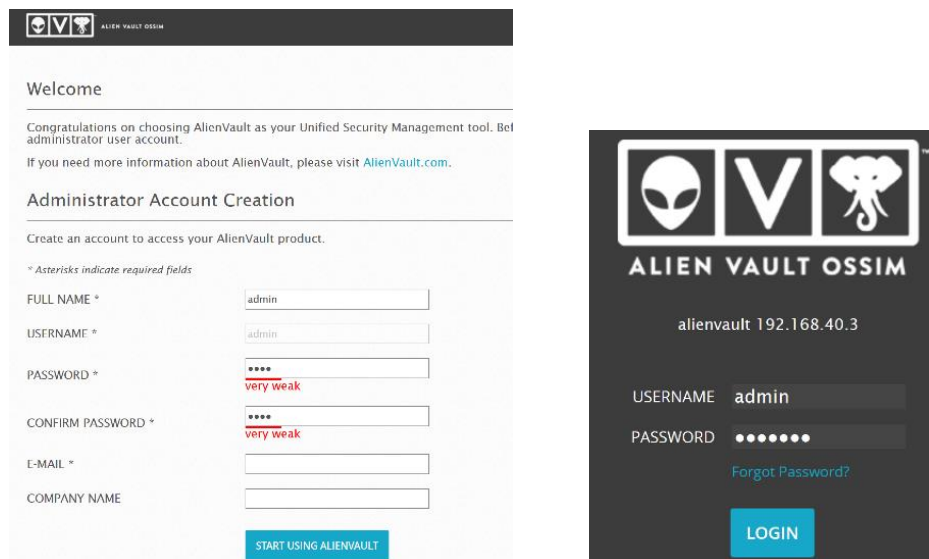 ALIEN VAULT OSSIM
Welcome
Congratulations on choosing AlienVault as your Unified Security Management tool. Bef
administrator user account.
If you need more information about AlienVault, please visit AlienVault.com.
Administrator Account Creation
Create an account to access your AlienVault product.
* Asterisks indicate required fields
FULL NAME * admin
USERNAME * admin
PASSWORD * ••••
very weak
CONFIRM PASSWORD * ••••
very weak
E-MAIL *
COMPANY NAME
START USING ALIENVAULT
V
™
ALIEN VAULT OSSIM
alienvault 192.168.40.3
USERNAME admin
PASSWORD •••••••
Forgot Password?
LOGIN